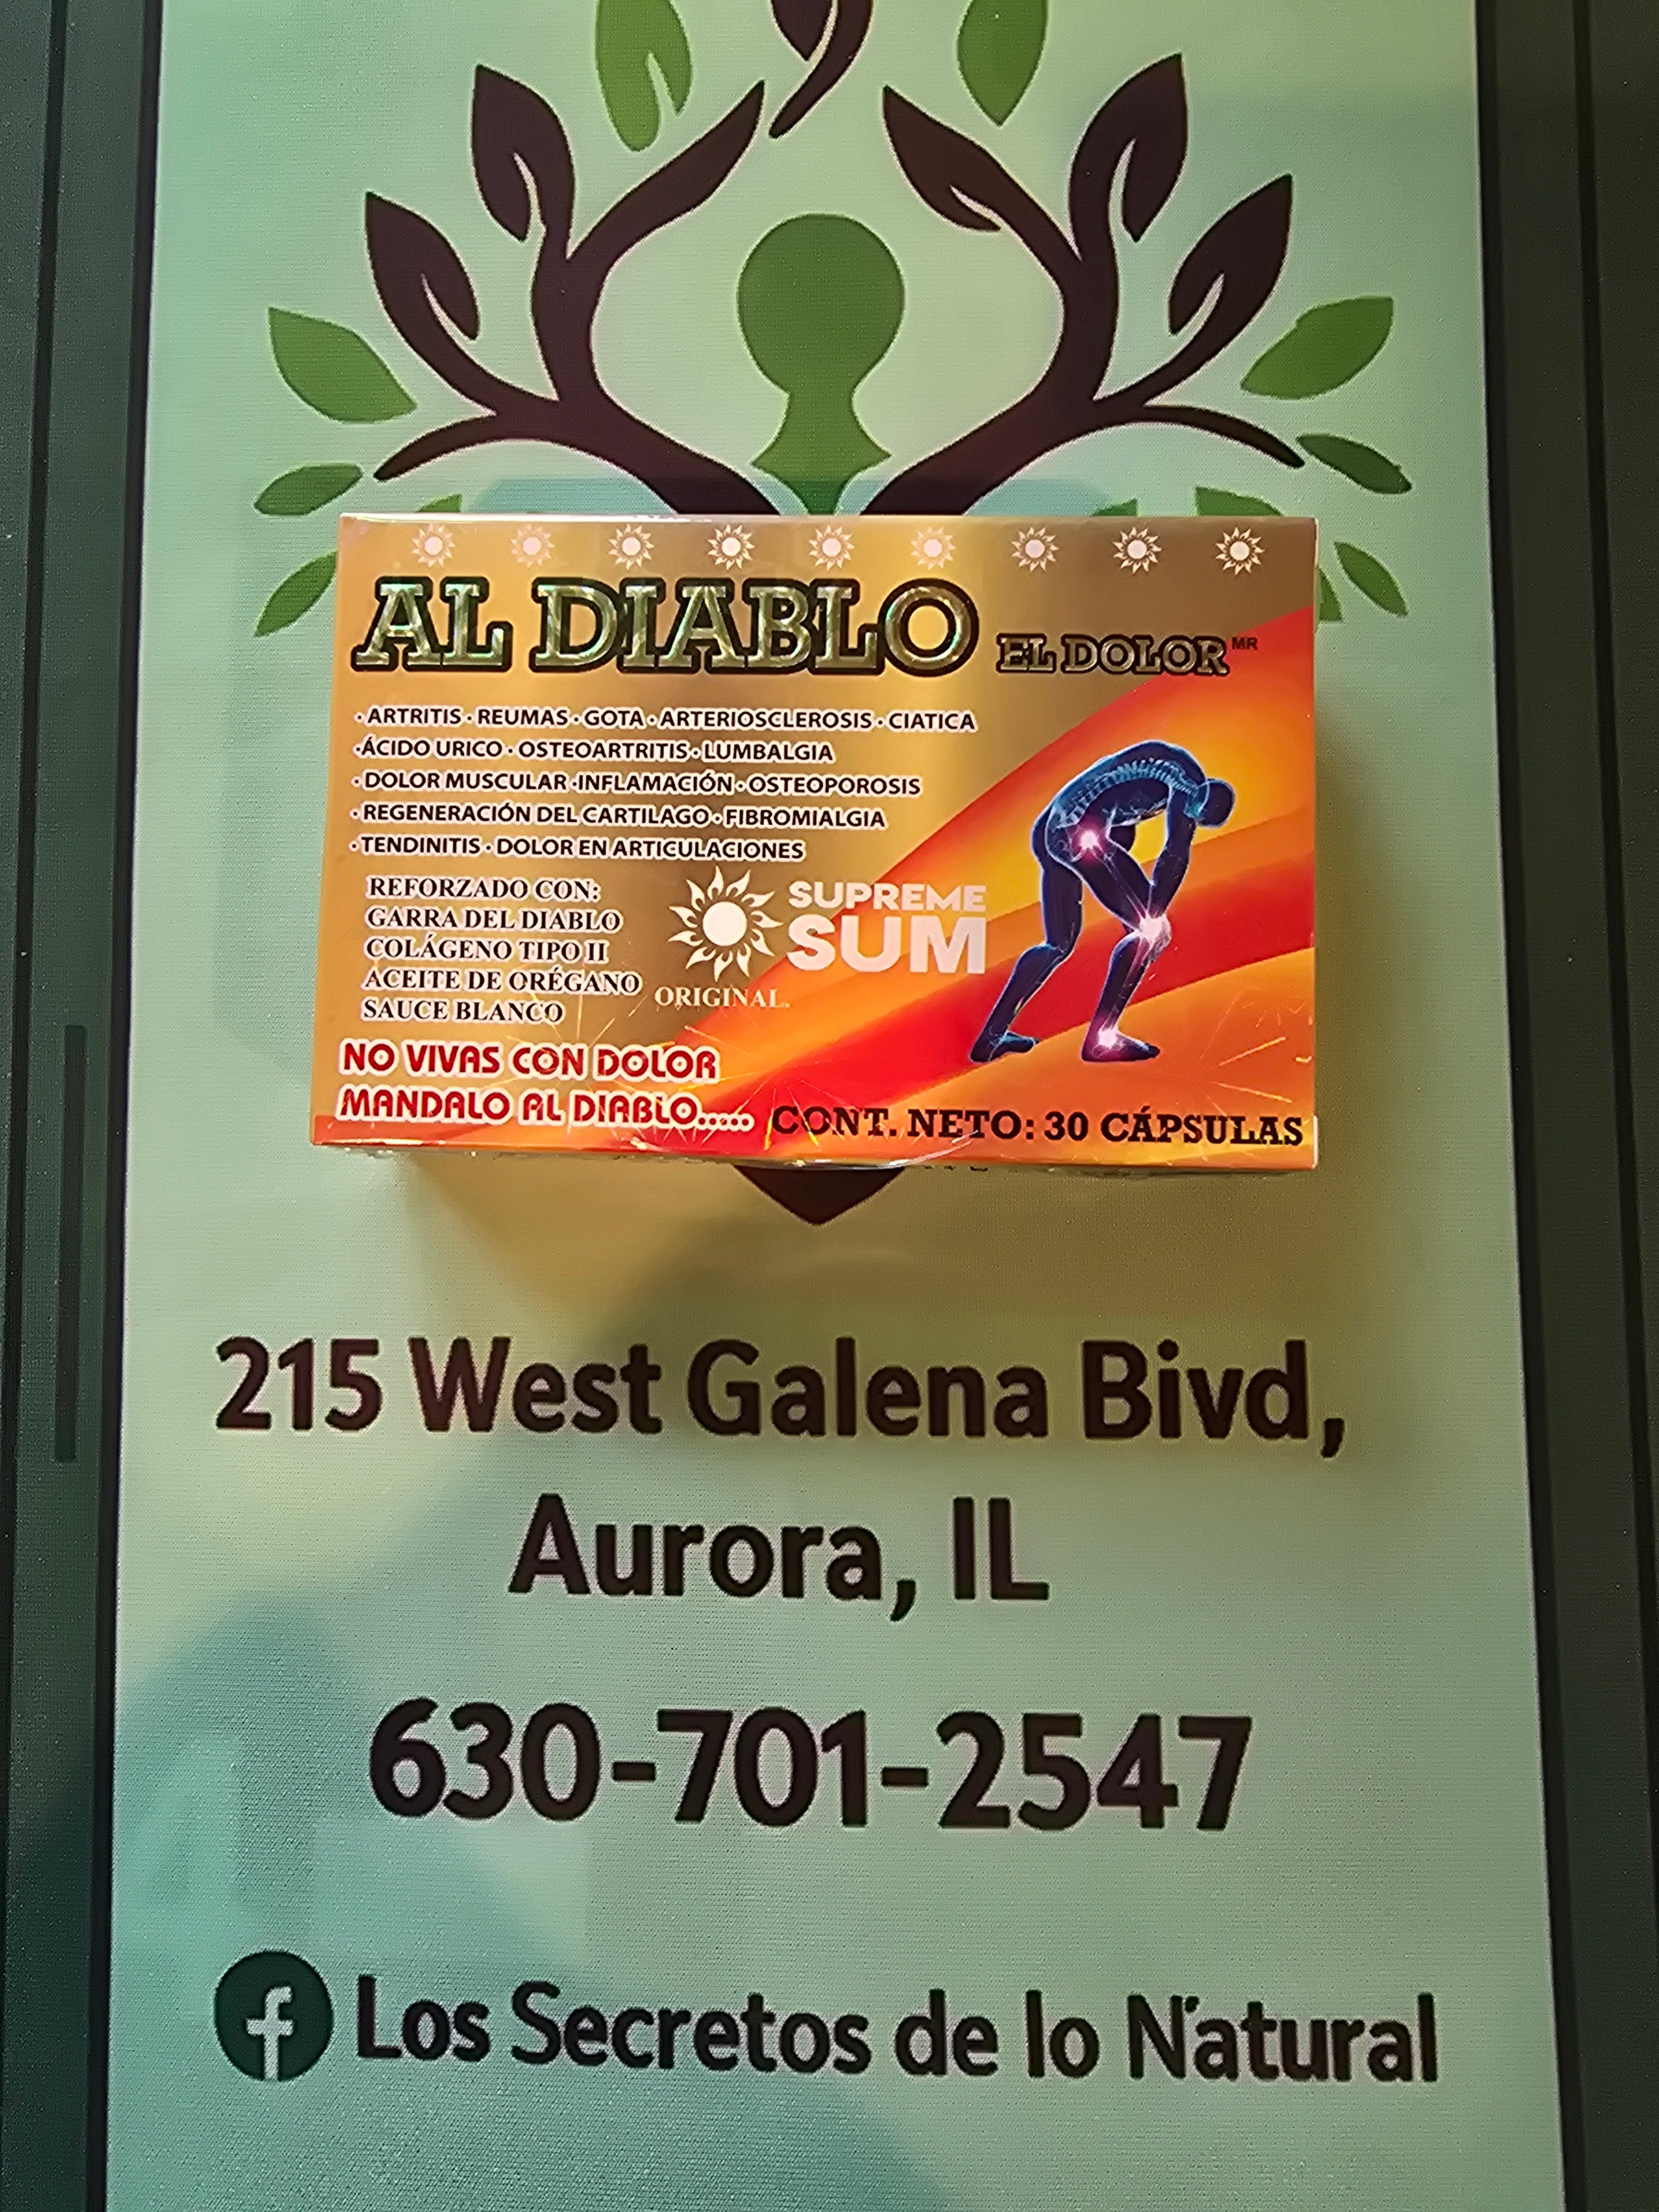 AL DIABLO EL DOLOR MR
· ARTRITIS · REUMAS · GOTA · ARTERIOSCLEROSIS · CIATICA
· ÁCIDO URICO · OSTEOARTRITIS · LUMBALGIA
· DOLOR MUSCULAR · INFLAMACIÓN · OSTEOPOROSIS
· REGENERACIÓN DEL CARTILAGO · FIBROMIALGIA
· TENDINITIS · DOLOR EN ARTICULACIONES
REFORZADO CON:
GARRA DEL DIABLO
COLÁGENO TIPO II
ACEITE DE ORÉGANO
SAUCE BLANCO
SUPREME
SUM
ORIGINAL.
NO VIVAS CON DOLOR
MANDALO AL DIABLO.....
CONT. NETO: 30 CÁPSULAS
215 West Galena Bivd,
Aurora, IL
630-701-2547
f Los Secretos de lo Natural